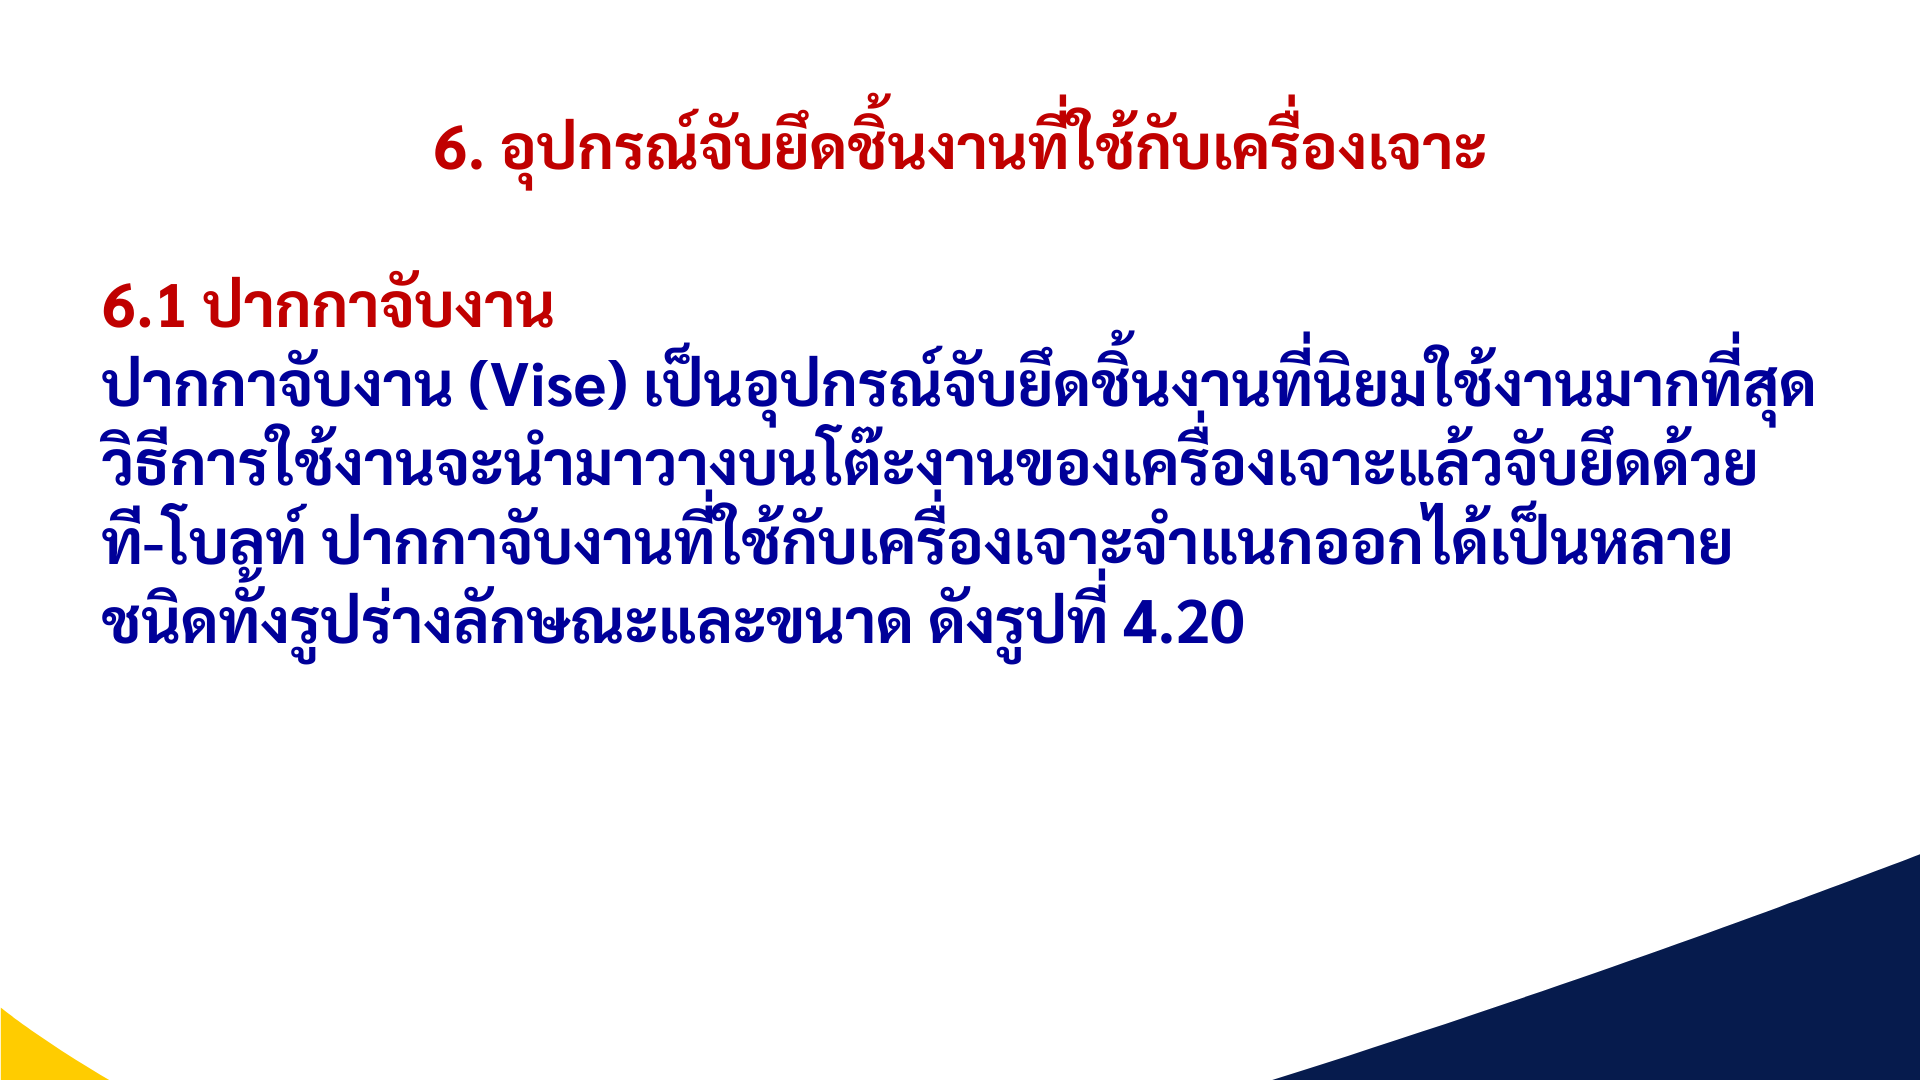 6. อุปกรณ์จับยึดชิ้นงานที่ใช้กับเครื่องเจาะ
6.1 ปากกาจับงาน
ปากกาจับงาน (Vise) เป็นอุปกรณ์จับยึดชิ้นงานที่นิยมใช้งานมากที่สุด
วิธีการใช้งานจะนำมาวางบนโต๊ะงานของเครื่องเจาะแล้วจับยึดด้วย
ที-โบลท์ ปากกาจับงานที่ใช้กับเครื่องเจาะจำแนกออกได้เป็นหลาย
ชนิดทั้งรูปร่างลักษณะและขนาด ดังรูปที่ 4.20